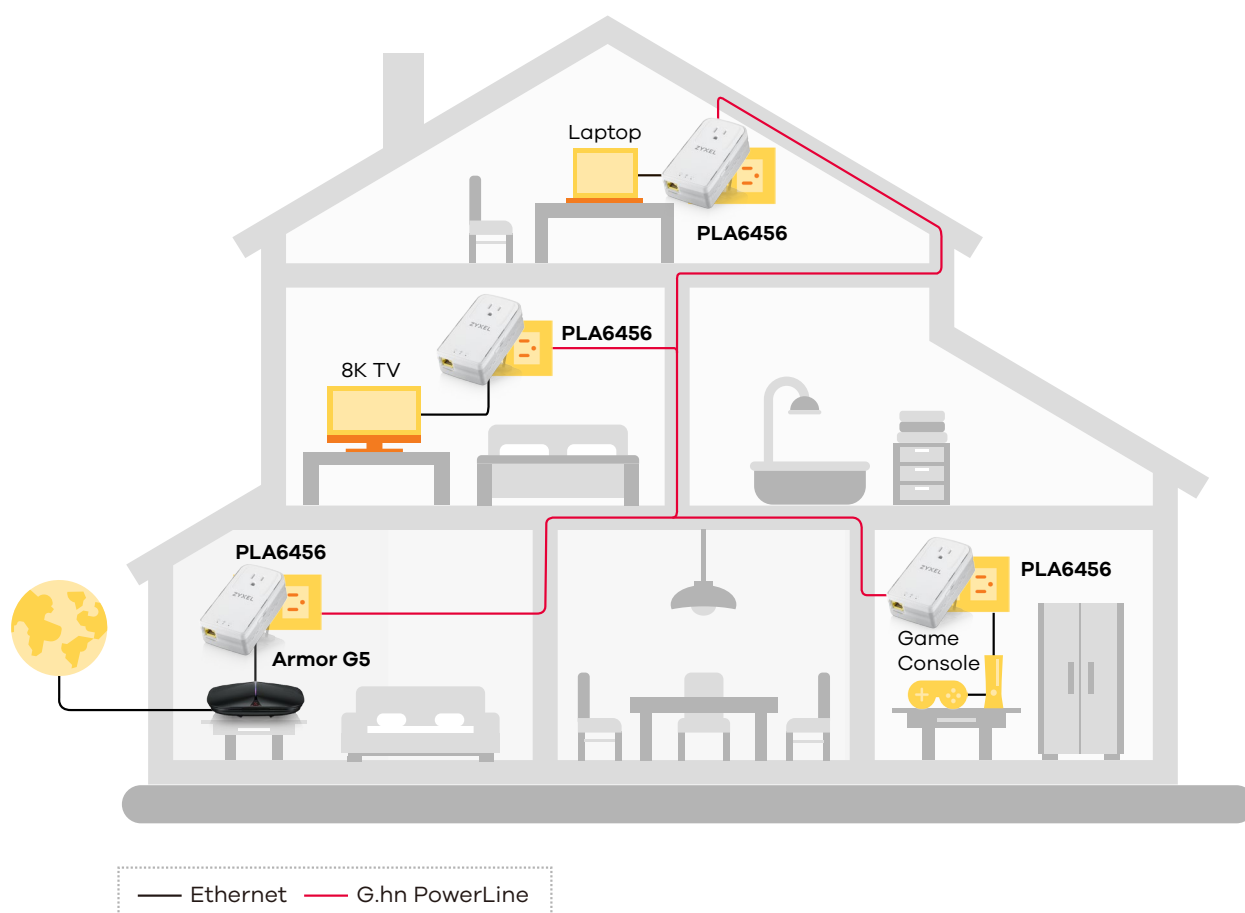 Laptop
ZYXEL
PLA6456
ZYXEL
PLA6456
8K TV
PLA6456
ZYXEL
Armor G5
ZYXEL
PLA6456
Game
Console
Ethernet
G.hn PowerLine